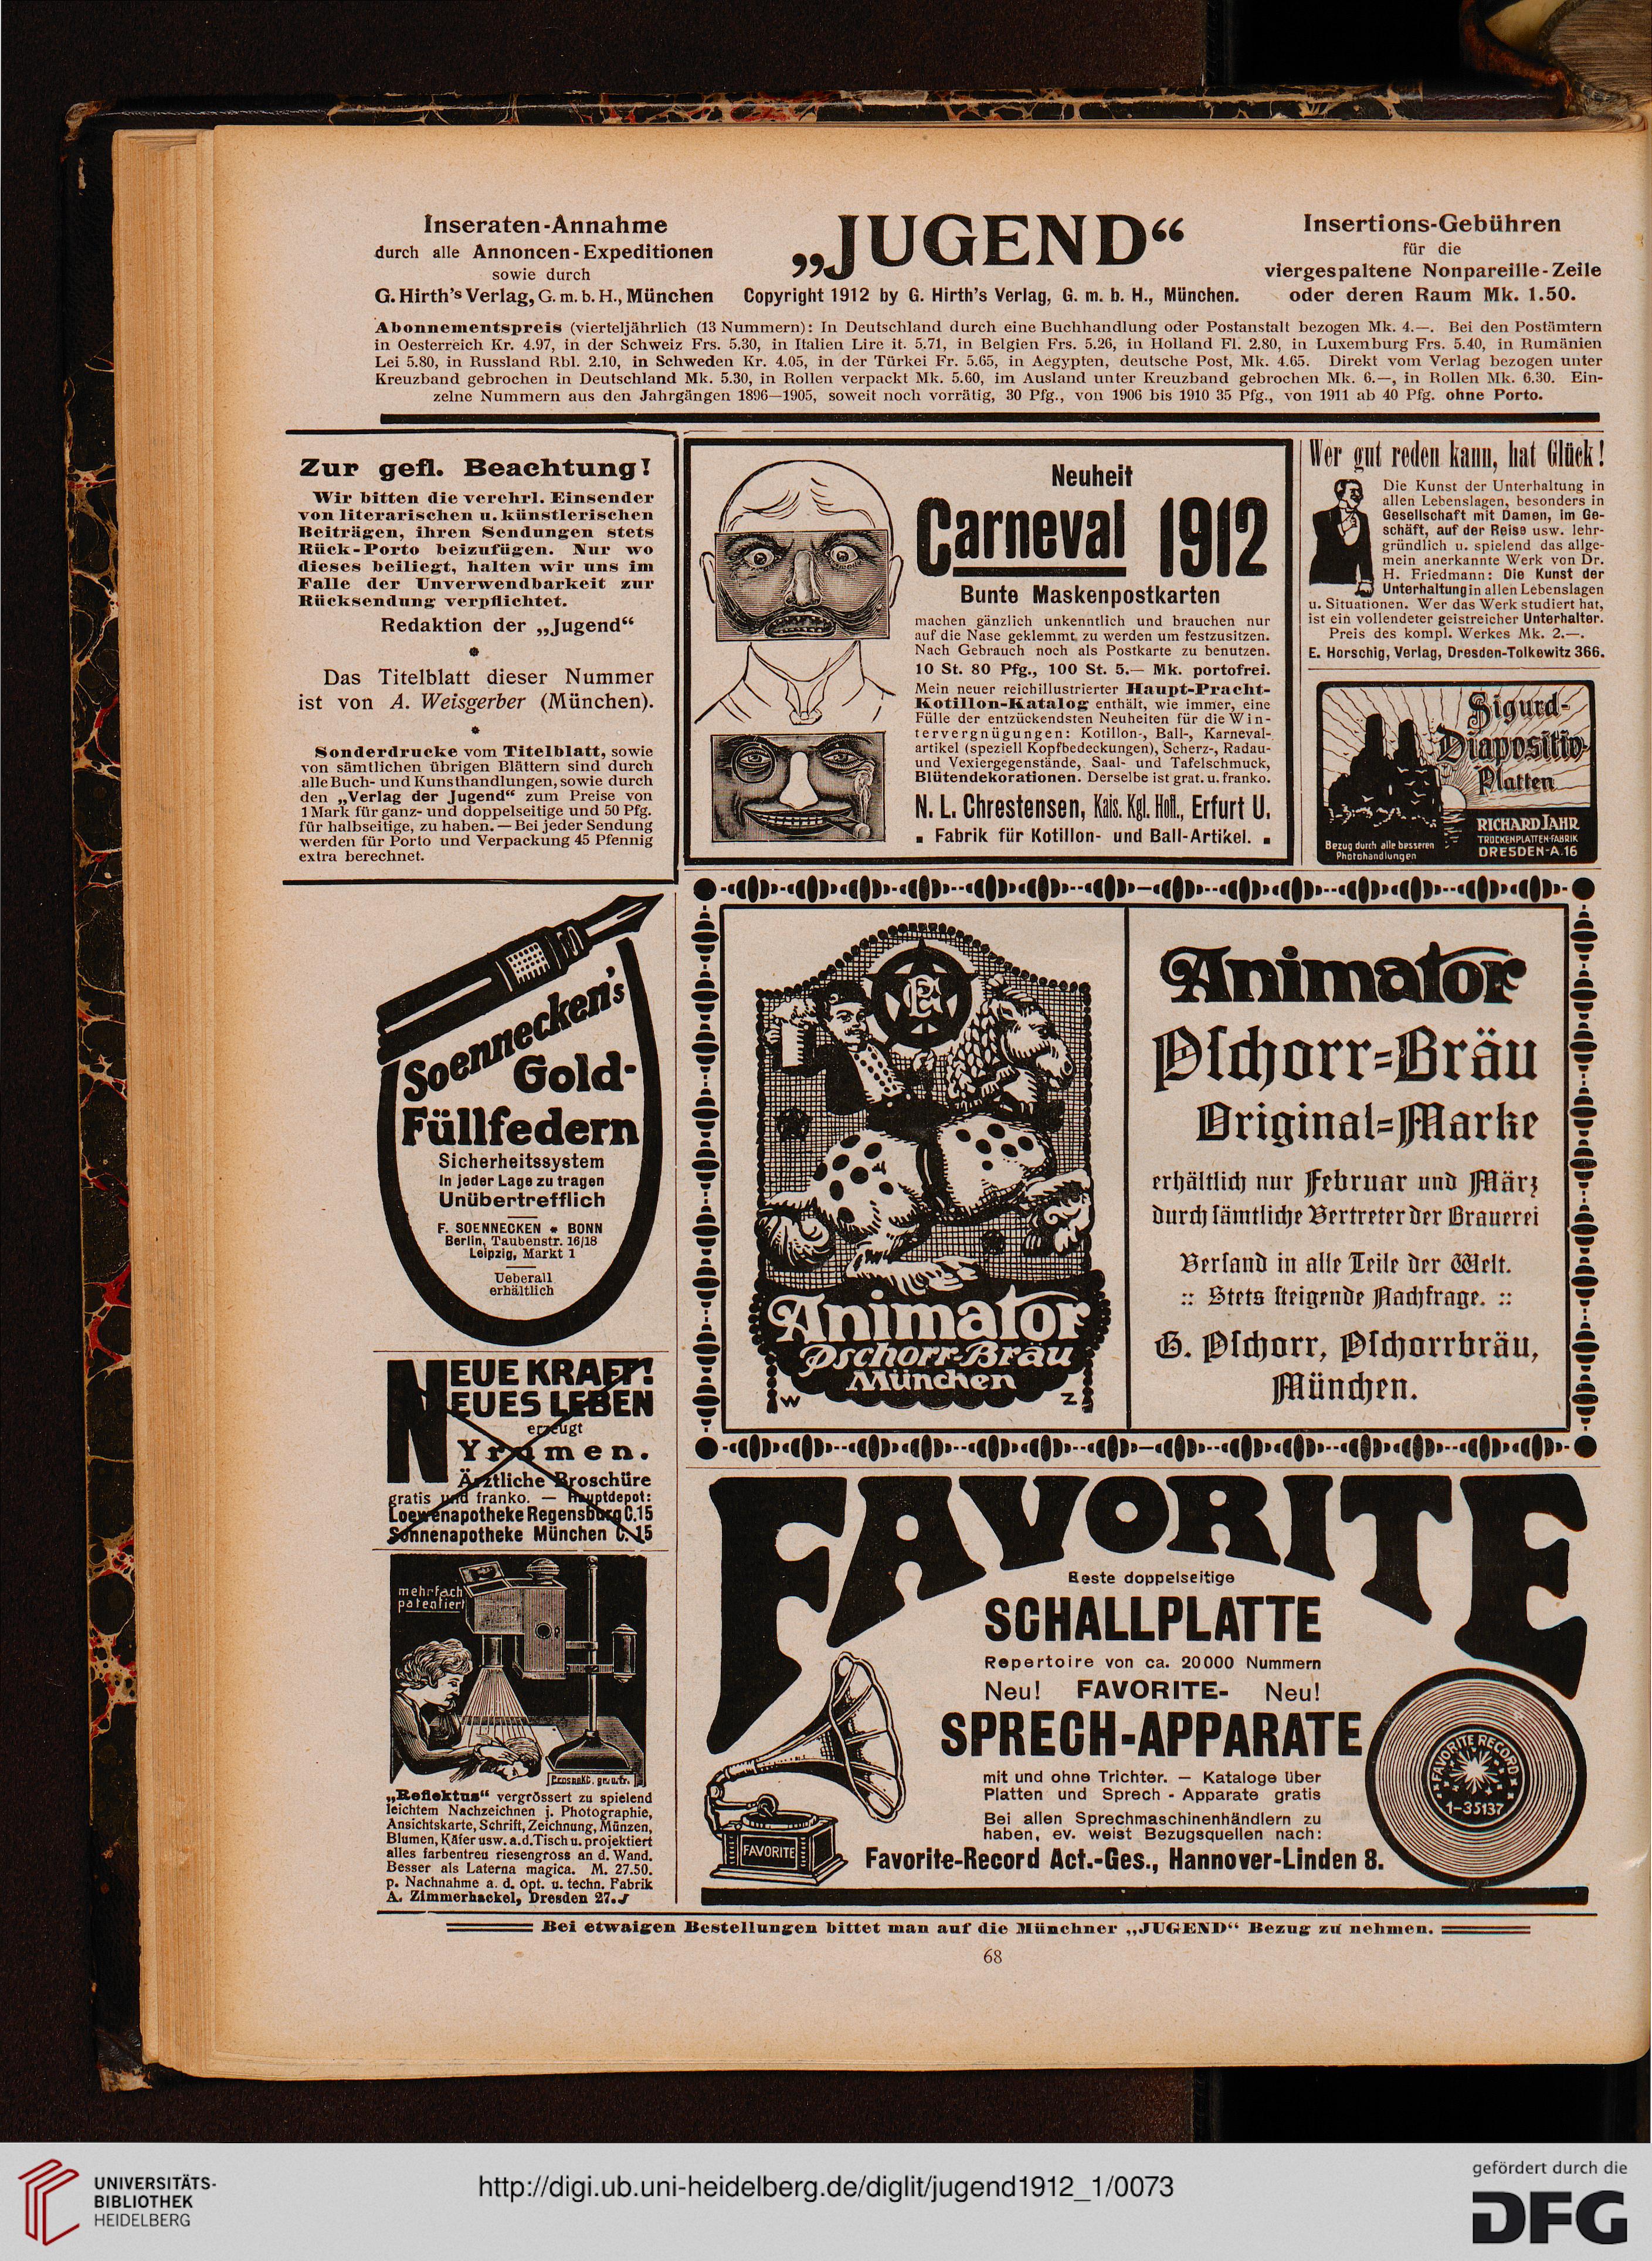 Inseraten-Annahme
durch alle Annoncen-Expeditionen
sowie durch
G. Hirth's Verlag, G. m. b. H., München
„JUGEND“
Copyright 1912 by G. Hirth's Verlag, G. m. b. H., München.
Insertions-Gebühren
für die
viergespaltene Nonpareille-Zeile
oder deren Raum Mk. 1.50.
Abonnementspreis (vierteljährlich (13 Nummern): In Deutschland durch eine Buchhandlung oder Postanstalt bezogen Mk. 4.—. Bei den Postämtern
in Oesterreich Kr. 4.97, in der Schweiz Frs. 5.30, in Italien Lire it. 5.71, in Belgien Frs. 5.26, in Holland Fl. 2.80, in Luxemburg Frs. 5.40, in Rumänien
Lei 5.80, in Russland Rbl. 2.10, in Schweden Kr. 4.05, in der Türkei Fr. 5.65, in Aegypten, deutsche Post, Mk. 4.65. Direkt vom Verlag bezogen unter
Kreuzband gebrochen in Deutschland Mk. 5.30, in Rollen verpackt Mk. 5.60, im Ausland unter Kreuzband gebrochen Mk. 6.—, in Rollen Mk. 6.30. Ein-
zelne Nummern aus den Jahrgängen 1896—1905, soweit noch vorrätig, 30 Pfg., von 1906 bis 1910 35 Pfg., von 1911 ab 40 Pfg. ohne Porto.
Zur gefl. Beachtung!
Wir bitten die verehrl. Einsender
von literarischen u. künstlerischen
Beiträgen, ihren Sendungen stets
Rück-Porto beizufügen. Nur wo
dieses beiliegt, halten wir uns im
Falle der Unverwendbarkeit zur
Rücksendung verpflichtet.
Redaktion der „Jugend“
Das Titelblatt dieser Nummer
ist von A. Weisgerber (München).
Sonderdrucke vom Titelblatt, sowie
von sämtlichen übrigen Blättern sind durch
alle Buch- und Kunsthandlungen, sowie durch
den „Verlag der Jugend“ zum Preise von
1 Mark für ganz- und doppelseitige und 50 Pfg.
für halbseitige, zu haben. — Bei jeder Sendung
werden für Porto und Verpackung 45 Pfennig
extra berechnet.
Neuheit
Carneval 1912
Bunte Maskenpostkarten
machen gänzlich unkenntlich und brauchen nur
auf die Nase geklemmt, zu werden um festzusitzen.
Nach Gebrauch noch als Postkarte zu benutzen.
10 St. 80 Pfg., 100 St. 5.— Mk. portofrei.
Mein neuer reichillustrierter Haupt-Pracht-
Kotillon-Katalog enthält, wie immer, eine
Fülle der entzückendsten Neuheiten für die Win-
tervergnügungen: Kotillon-, Ball-, Karneval-
artikel (speziell Kopfbedeckungen), Scherz-, Radau-
und Vexiergegenstände, Saal- und Tafelschmuck,
Blütendekorationen. Derselbe ist grat. u. franko.
N. L. Chrestensen, Kais. Kgl. Hofl., Erfurt U.
Fabrik für Kotillon- und Ball-Artikel.
Wer gut reden kann, hat Glück!
Die Kunst der Unterhaltung in
allen Lebenslagen, besonders in
Gesellschaft mit Damen, im Ge-
schäft, auf der Reise usw. lehr-
gründlich u. spielend das allge-
mein anerkannte Werk von Dr.
H. Friedmann: Die Kunst der
Unterhaltung in allen Lebenslagen
u. Situationen. Wer das Werk studiert hat,
ist ein vollendeter geistreicher Unterhalter.
Preis des kompl. Werkes Mk. 2.—.
E. Horschig, Verlag, Dresden-Tolkewitz 366.
Sigurd-
Diapositiv-
Platten
Bezug durch alle besseren
Photohandlungen
RICHARD JAHR
TROCKENPLATTEN-FABRIK
DRESDEN-A.16
Soennecken's
Gold-
Füllfedern
Sicherheitssystem
In jeder Lage zu tragen
Unübertrefflich
F. SOENNECKEN * BONN
Berlin, Taubenstr. 16/18
Leipzig, Markt 1
Ueberall
erhältlich
Animator
Pschorr-Bräu
München
W Z
Animator
Pschorr=Bräu
Original=Marke
erhältlich nur Februar und März
durch sämtliche Vertreter der Brauerei
Versand in alle Teile der Welt.
:: Stets steigende Nachfrage. ::
G. Pschorr, Pschorrbräu,
München.
NEUE KRAFT!
NEUES LEBEN
erzeugt
Yramen.
Ärztliche Broschüre
gratis und franko. — Hauptdepot:
Loewenapotheke Regensburg C.15
Sonnenapotheke München C. 15
mehrfach
patentiert
Prospekt. gr. u. fr.
„Reflektus“ vergrössert zu spielend
leichtem Nachzeichnen j. Photographie,
Ansichtskarte, Schrift, Zeichnung, Münzen,
Blumen, Käfer usw. a. d. Tisch u. projektiert
alles farbentreu riesengross an d. Wand.
Besser als Laterna magica. M. 27.50.
p. Nachnahme a. d. opt. u. techn. Fabrik
A. Zimmerhackel, Dresden 27. J
FAVORITE
Beste doppelseitige
SCHALLPLATTE
Repertoire von ca. 20000 Nummern
Neu! FAVORITE- Neu!
SPRECH-APPARATE
mit und ohne Trichter. — Kataloge über
Platten und Sprech-Apparate gratis
Bei allen Sprechmaschinenhändlern zu
haben, ev. weist Bezugsquellen nach:
Favorite-Record Act.-Ges., Hannover-Linden 8.
FAVORITE
FAVORITE RECORD
1-35137
Bei etwaigen Bestellungen bittet man auf die Münchner „JUGEND“ Bezug zu nehmen.
68
UNIVERSITÄTS-
BIBLIOTHEK
HEIDELBERG
http://digi.ub.uni-heidelberg.de/diglit/jugend1912_1/0073
gefördert durch die
DFG